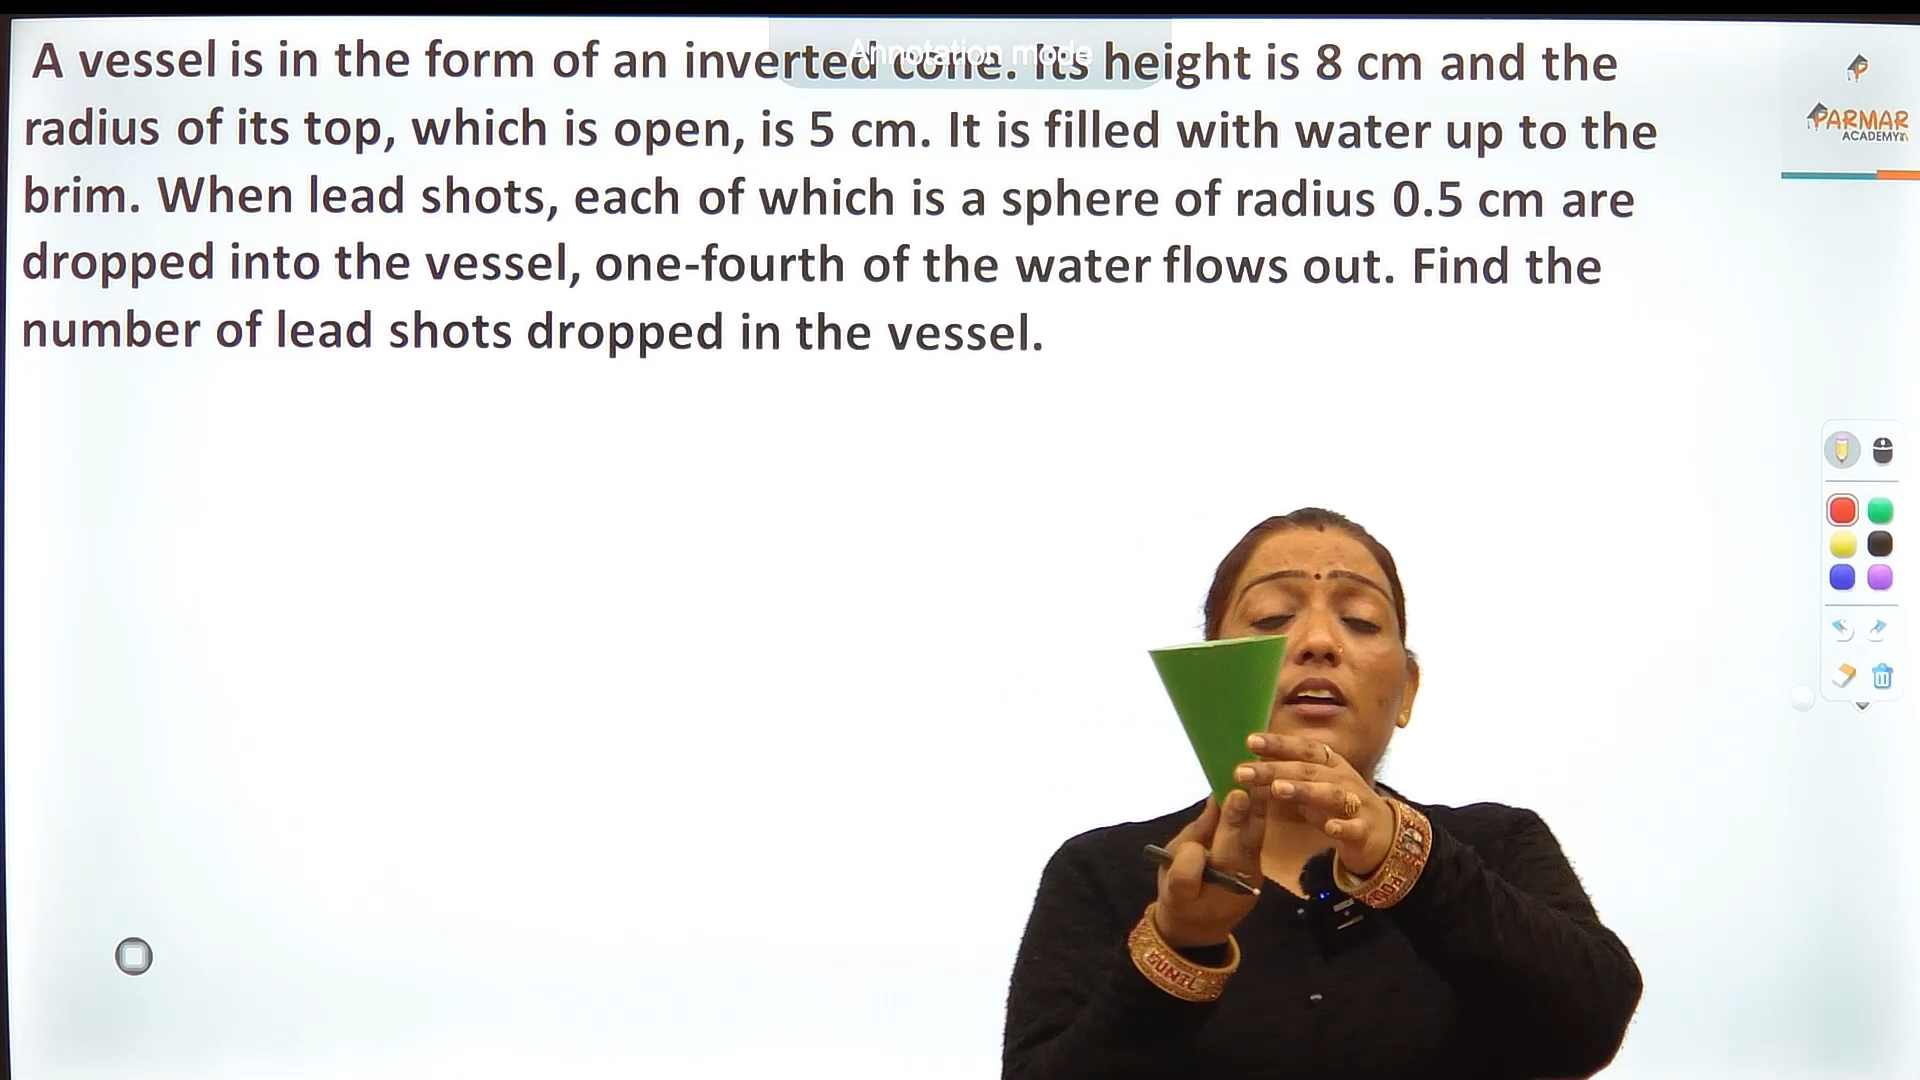 Annotation mode
A vessel is in the form of an inverted cone. Its height is 8 cm and the
radius of its top, which is open, is 5 cm. It is filled with water up to the
brim. When lead shots, each of which is a sphere of radius 0.5 cm are
dropped into the vessel, one-fourth of the water flows out. Find the
number of lead shots dropped in the vessel.
PARMAR
ACADEMY
SUNIL